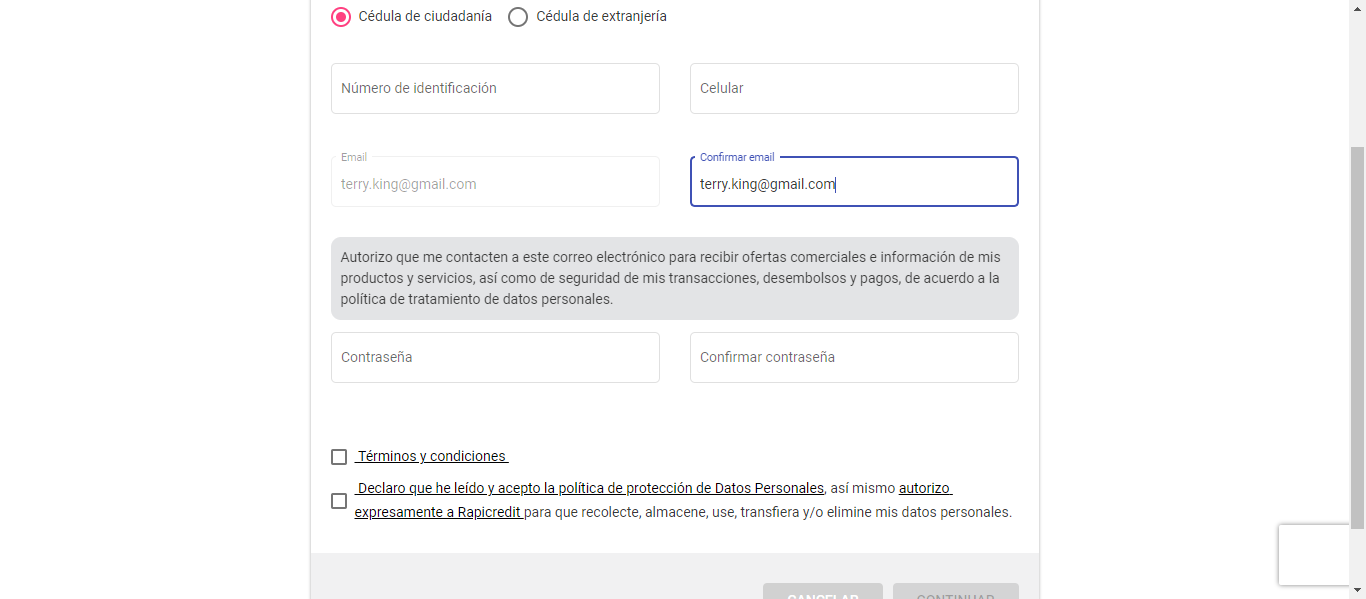 Cédula de ciudadanía Cédula de extranjería
Número de identificación Celular
Email Confirmar email
terry.king@gmail.com terry.king@gmail.com
Autorizo que me contacten a este correo electrónico para recibir ofertas comerciales e información de mis
productos y servicios, así como de seguridad de mis transacciones, desembolsos y pagos, de acuerdo a la
política de tratamiento de datos personales.
Contraseña Confirmar contraseña
Términos y condiciones
Declaro que he leído y acepto la política de protección de Datos Personales, así mismo autorizo
expresamente a Rapicredit para que recolecte, almacene, use, transfiera y/o elimine mis datos personales.
CANCELAR CONTINUAR